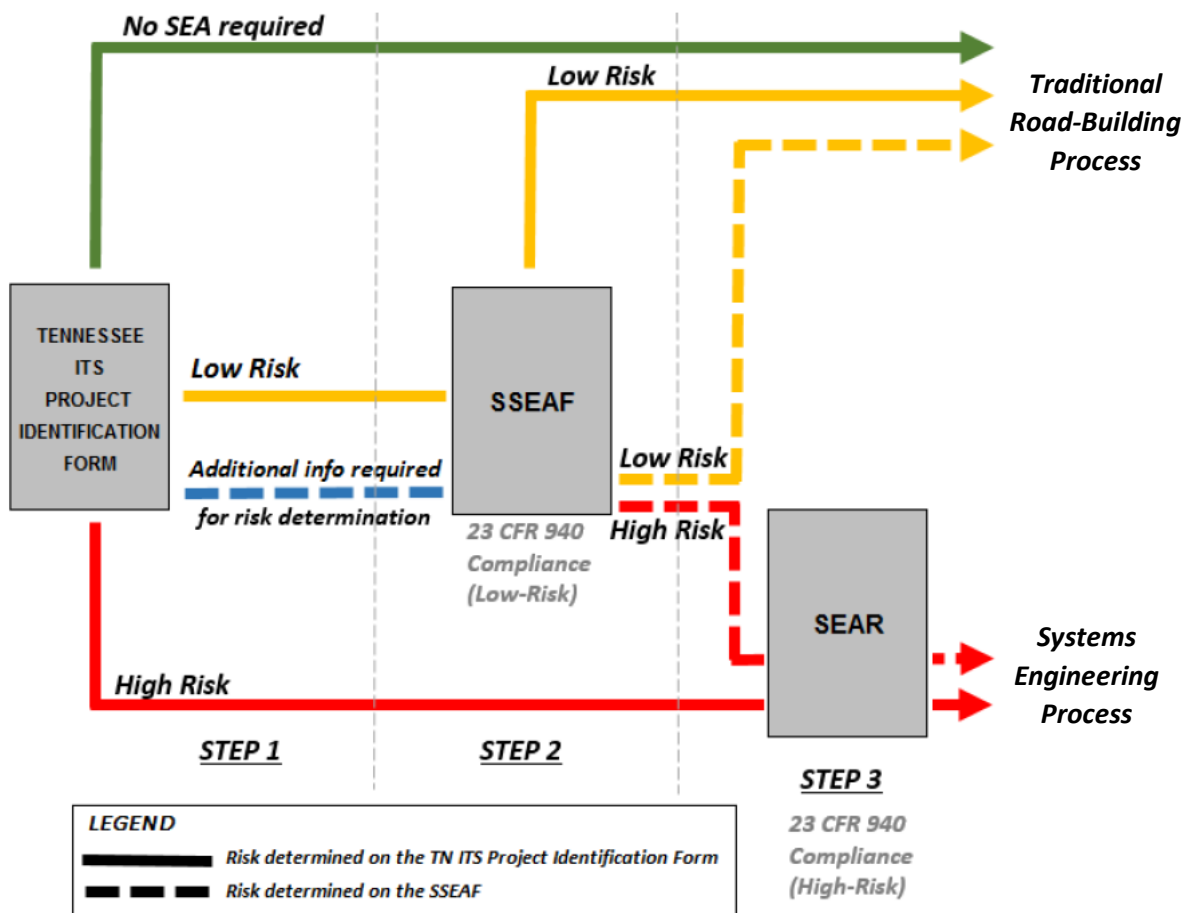 No SEA required
Low Risk
Traditional
Road-Building
Process
TENNESSEE
ITS
PROJECT
IDENTIFICATION
FORM
Low Risk
SSEAF
Additional info required
for risk determination
Low Risk
High Risk
23 CFR 940
Compliance
(Low-Risk)
SEAR
Systems
Engineering
Process
High Risk
STEP 1
STEP 2
STEP 3
23 CFR 940
Compliance
(High-Risk)
LEGEND
Risk determined on the TN ITS Project Identification Form
Risk determined on the SSEAF